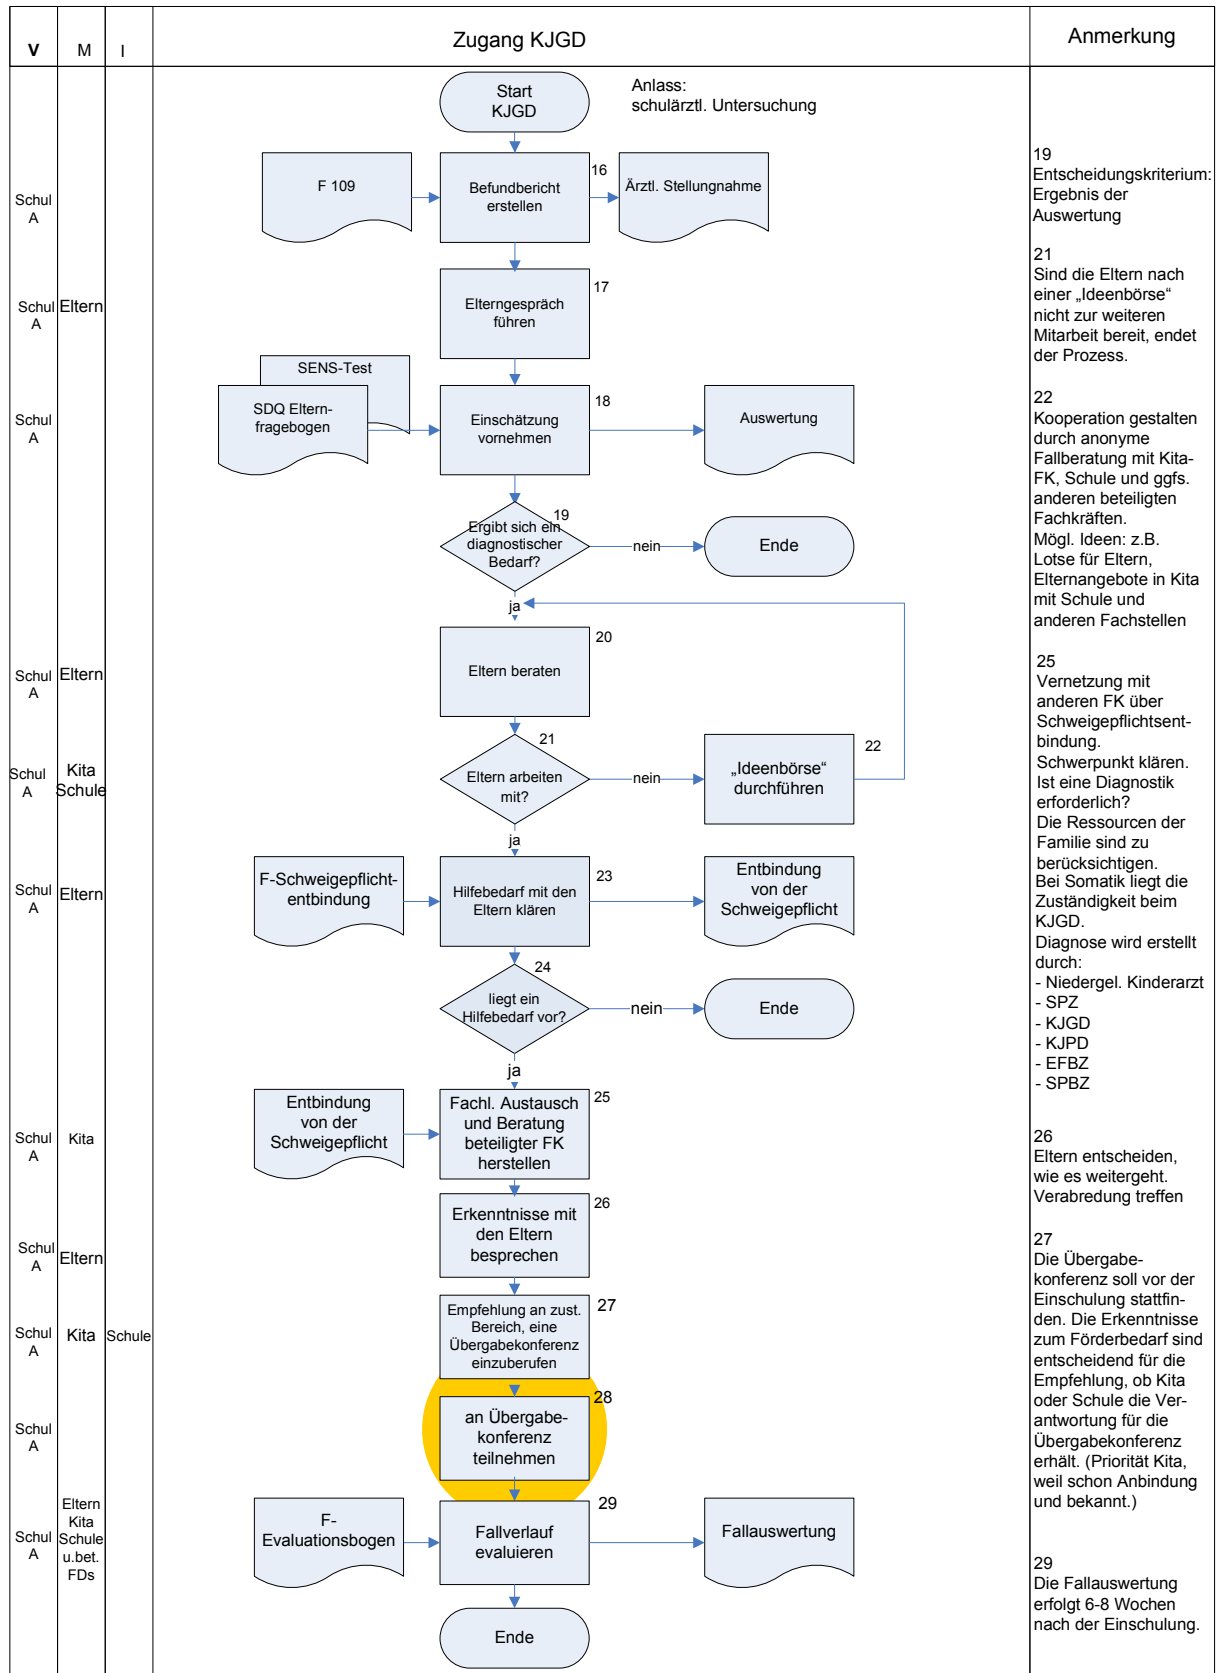 V
M
I
Zugang KJGD
Anmerkung
Start
KJGD
Anlass:
schulärztl. Untersuchung
Schul
A
F 109
Befundbericht
erstellen
16
Ärztl. Stellungnahme
19
Entscheidungskriterium:
Ergebnis der
Auswertung
Schul
A
Eltern
Elterngespräch
führen
17
21
Sind die Eltern nach
einer „Ideenbörse“
nicht zur weiteren
Mitarbeit bereit, endet
der Prozess.
Schul
A
SENS-Test
SDQ Eltern-
fragebogen
Einschätzung
vornehmen
18
Auswertung
22
Kooperation gestalten
durch anonyme
Fallberatung mit Kita-
FK, Schule und ggfs.
anderen beteiligten
Fachkräften.
Mögl. Ideen: z.B.
Lotse für Eltern,
Elternangebote in Kita
mit Schule und
anderen Fachstellen
19
Ergibt sich ein
diagnostischer
Bedarf?
nein
Ende
ja
Schul
A
Eltern
20
Eltern beraten
25
Vernetzung mit
anderen FK über
Schweigepflichtsent-
bindung.
Schwerpunkt klären.
Ist eine Diagnostik
erforderlich?
Die Ressourcen der
Familie sind zu
berücksichtigen.
Bei Somatik liegt die
Zuständigkeit beim
KJGD.
Diagnose wird erstellt
durch:
- Niedergel. Kinderarzt
- SPZ
- KJGD
- KJPD
- EFBZ
- SPBZ
Schul
A
Kita
Schule
21
Eltern arbeiten
mit?
nein
„Ideenbörse“
durchführen
22
ja
Schul
A
Eltern
F-Schweigepflicht-
entbindung
Hilfebedarf mit den
Eltern klären
23
Entbindung
von der
Schweigepflicht
24
liegt ein
Hilfebedarf vor?
nein
Ende
ja
Schul
A
Kita
Entbindung
von der
Schweigepflicht
Fachl. Austausch
und Beratung
beteiligter FK
herstellen
25
26
Eltern entscheiden,
wie es weitergeht.
Verabredung treffen
Schul
A
Eltern
Erkenntnisse mit
den Eltern
besprechen
26
27
Die Übergabe-
konferenz soll vor der
Einschulung stattfin-
den. Die Erkenntnisse
zum Förderbedarf sind
entscheidend für die
Empfehlung, ob Kita
oder Schule die Ver-
antwortung für die
Übergabekonferenz
erhält. (Priorität Kita,
weil schon Anbindung
und bekannt.)
Schul
A
Kita
Schule
Empfehlung an zust.
Bereich, eine
Übergabekonferenz
einzuberufen
27
Schul
A
an Übergabe-
konferenz
teilnehmen
28
Schul
A
Eltern
Kita
Schule
u.bet.
FDs
F-
Evaluationsbogen
Fallverlauf
evaluieren
29
Fallauswertung
29
Die Fallauswertung
erfolgt 6-8 Wochen
nach der Einschulung.
Ende